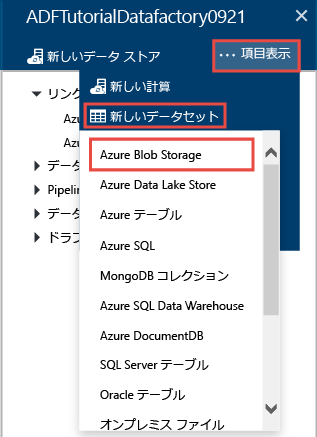 ADFTutorialDatafactory0921
新しいデータ ストア
… 項目表示
新しい計算
リンク
新しいデータセット
Azu
Azu
データ
Pipelin
データ
ドラフ
Azure Blob Storage
Azure Data Lake Store
Azure テーブル
Azure SQL
MongoDB コレクション
Azure SQL Data Warehouse
Azure DocumentDB
SQL Server テーブル
Oracle テーブル
オンプレミス ファイル